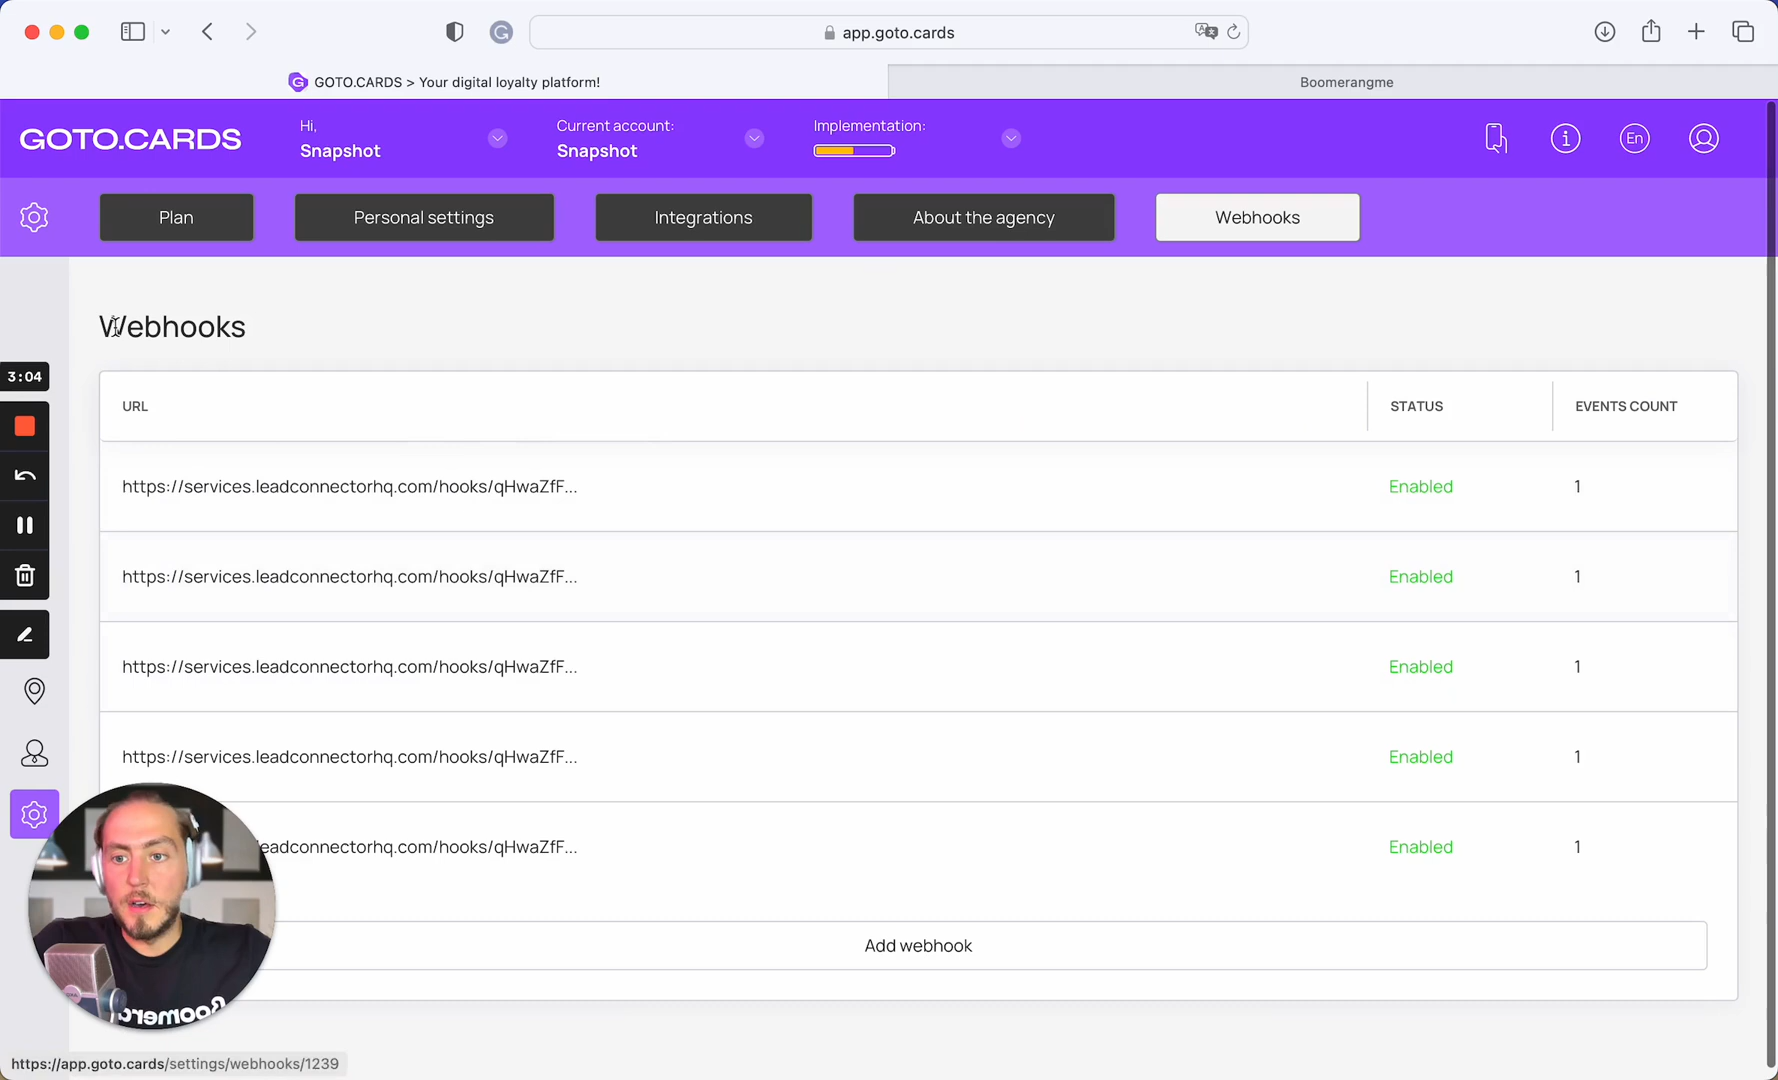 app.goto.cards
GOTO.CARDS > Your digital loyalty platform!
Boomerangme
GOTO.CARDS
Hi,
Snapshot
Current account:
Snapshot
Implementation:
En
Plan
Personal settings
Integrations
About the agency
Webhooks
Webhooks
3:04
URL
STATUS
EVENTS COUNT
https://services.leadconnectorhq.com/hooks/qHwaZfF...
Enabled
1
https://services.leadconnectorhq.com/hooks/qHwaZfF...
Enabled
1
https://services.leadconnectorhq.com/hooks/qHwaZfF...
Enabled
1
https://services.leadconnectorhq.com/hooks/qHwaZfF...
Enabled
1
leadconnectorhq.com/hooks/qHwaZfF...
Enabled
1
Add webhook
Boomer
https://app.goto.cards/settings/webhooks/1239